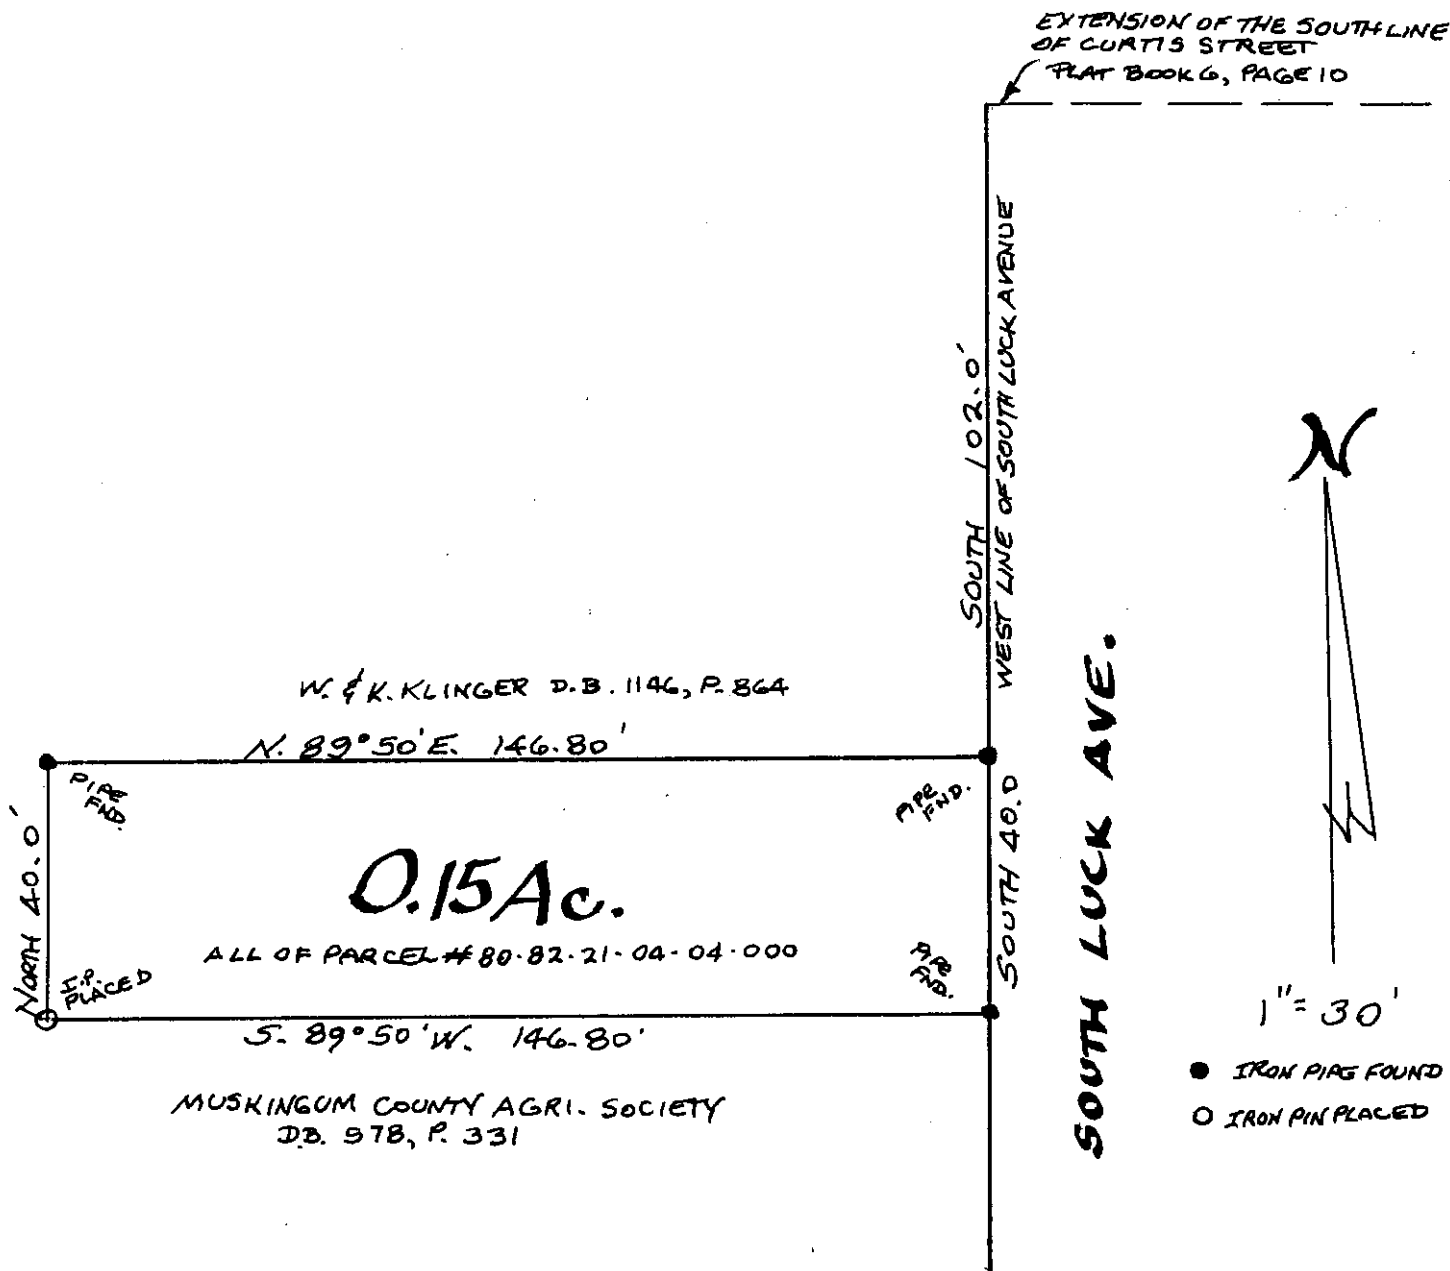 EXTENSION OF THE SOUTH LINE
OF CURTIS STREET
PLAT BOOK 6, PAGE 10
SOUTH 102.0'
WEST LINE OF SOUTH LUCK AVENUE
N
W. & K. KLINGER D.B. 1146, P. 864
N. 89°50'E. 146.80'
PIPE
FND.
PIPE
FND.
NORTH 40.0'
SOUTH 40.0
0.15 Ac.
ALL OF PARCEL # 80-82-21-04-04-000
I.P.
PLACED
PIPE
FND.
S. 89°50'W. 146.80'
SOUTH LUCK AVE.
MUSKINGUM COUNTY AGRI. SOCIETY
D.B. 978, P. 331
1"=30'
IRON PIPE FOUND
IRON PIN PLACED